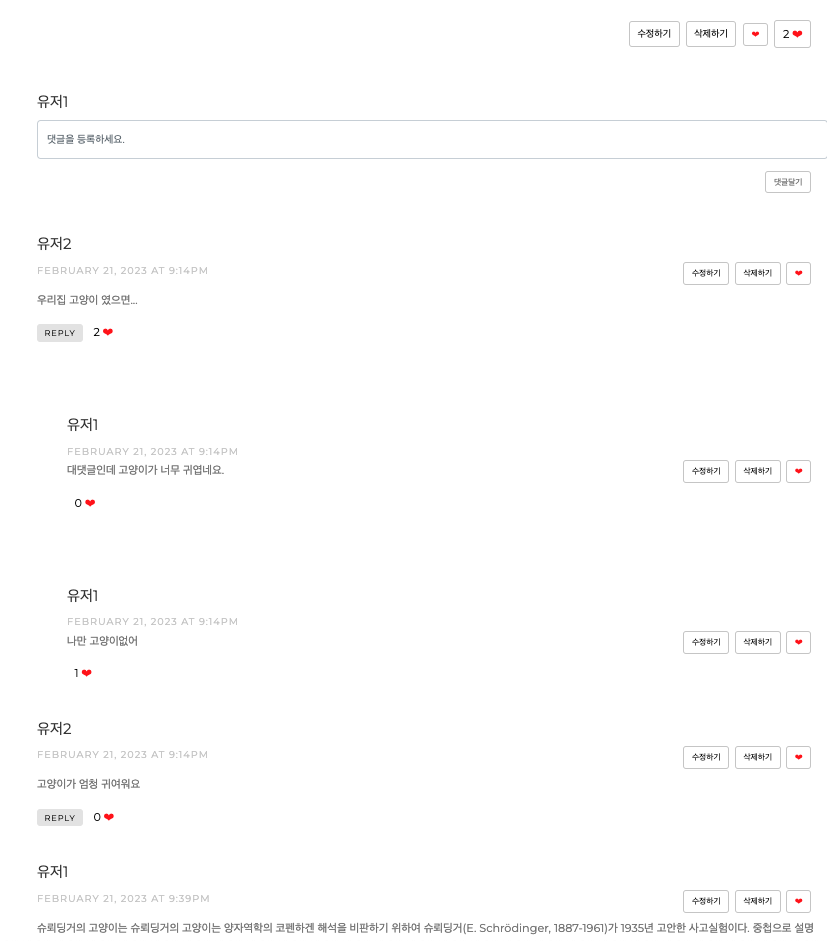 수정하기 삭제하기 ❤ 2 ❤
유저1
댓글을 등록하세요.
댓글달기
유저2
FEBRUARY 21, 2023 AT 9:14PM
수정하기 삭제하기 ❤
우리집 고양이 였으면...
REPLY 2 ❤
유저1
FEBRUARY 21, 2023 AT 9:14PM
대댓글인데 고양이가 너무 귀엽네요.
수정하기 삭제하기 ❤
0 ❤
유저1
FEBRUARY 21, 2023 AT 9:14PM
나만 고양이없어
수정하기 삭제하기 ❤
1 ❤
유저2
FEBRUARY 21, 2023 AT 9:14PM
수정하기 삭제하기 ❤
고양이가 엄청 귀여워요
REPLY 0 ❤
유저1
FEBRUARY 21, 2023 AT 9:39PM
수정하기 삭제하기 ❤
슈뢰딩거의 고양이는 슈뢰딩거의 고양이는 양자역학의 코펜하겐 해석을 비판하기 위하여 슈뢰딩거(E. Schrödinger, 1887-1961)가 1935년 고안한 사고실험이다. 중첩으로 설명